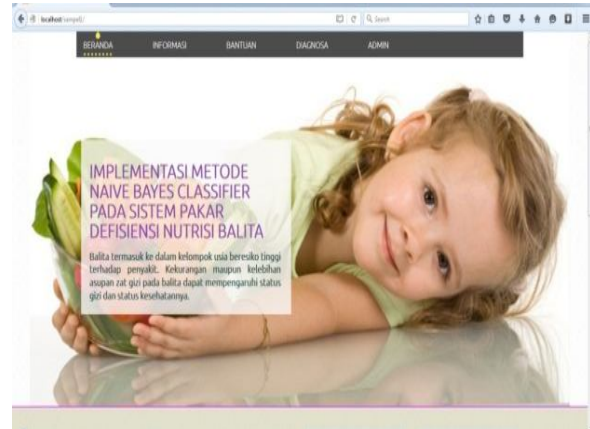 localhost/sampel/
Search
BERANDA INFORMASI BANTUAN DIAGNOSA ADMIN
IMPLEMENTASI METODE
NAIVE BAYES CLASSIFIER
PADA SISTEM PAKAR
DEFISIENSI NUTRISI BALITA
Balita termasuk ke dalam kelompok usia beresiko tinggi
terhadap penyakit. Kekurangan maupun kelebihan
asupan zat gizi pada balita dapat mempengaruhi status
gizi dan status kesehatannya.